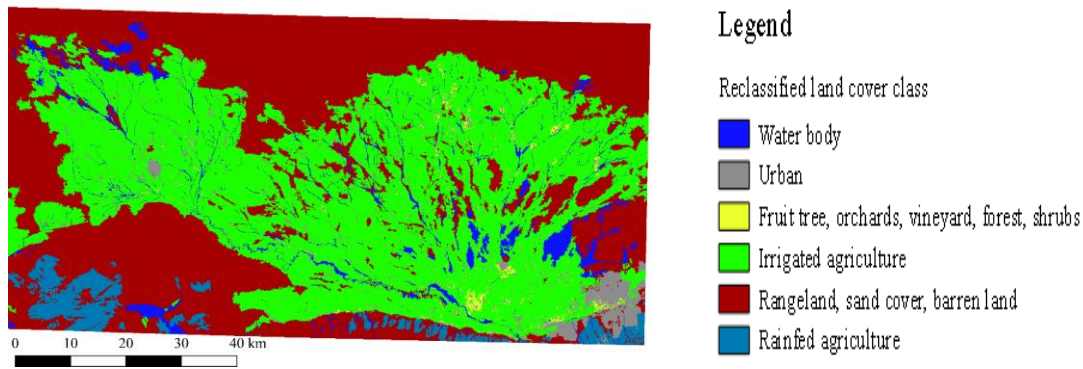 Legend
Reclassified land cover class
Water body
Urban
Fruit tree, orchards, vineyard, forest, shrubs
Irrigated agriculture
Rangeland, sand cover, barren land
Rainfed agriculture
0 10 20 30 40 km